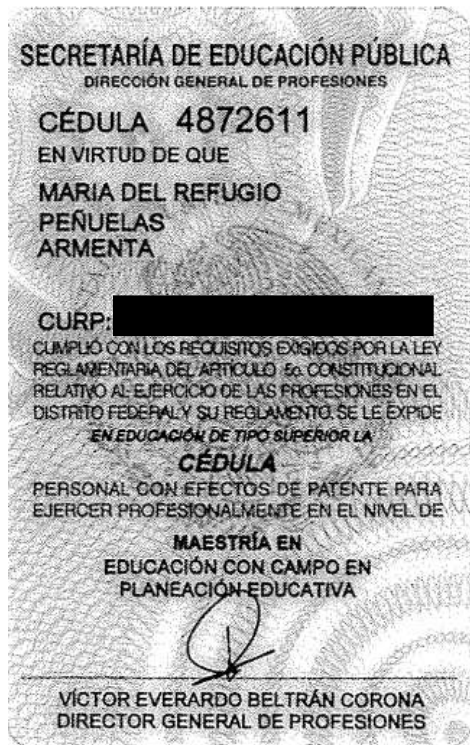 SECRETARÍA DE EDUCACIÓN PÚBLICA
DIRECCIÓN GENERAL DE PROFESIONES
CÉDULA 4872611
EN VIRTUD DE QUE
MARIA DEL REFUGIO
PEÑUELAS
ARMENTA
CURP:
CUMPLIÓ CON LOS REQUISITOS EXIGIDOS POR LA LEY
REGLAMENTARIA DEL ARTÍCULO 5o. CONSTITUCIONAL
RELATIVO AL EJERCICIO DE LAS PROFESIONES EN EL
DISTRITO FEDERAL Y SU REGLAMENTO. SE LE EXPIDE
EN EDUCACIÓN DE TIPO SUPERIOR LA
CÉDULA
PERSONAL CON EFECTOS DE PATENTE PARA
EJERCER PROFESIONALMENTE EN EL NIVEL DE
MAESTRÍA EN
EDUCACIÓN CON CAMPO EN
PLANEACIÓN EDUCATIVA
VÍCTOR EVERARDO BELTRÁN CORONA
DIRECTOR GENERAL DE PROFESIONES